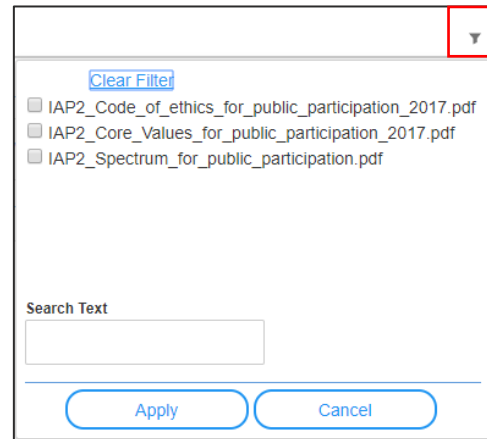 Clear Filter
IAP2_Code_of_ethics_for_public_participation_2017.pdf
IAP2_Core_Values_for_public_participation_2017.pdf
IAP2_Spectrum_for_public_participation.pdf
Search Text
Apply Cancel